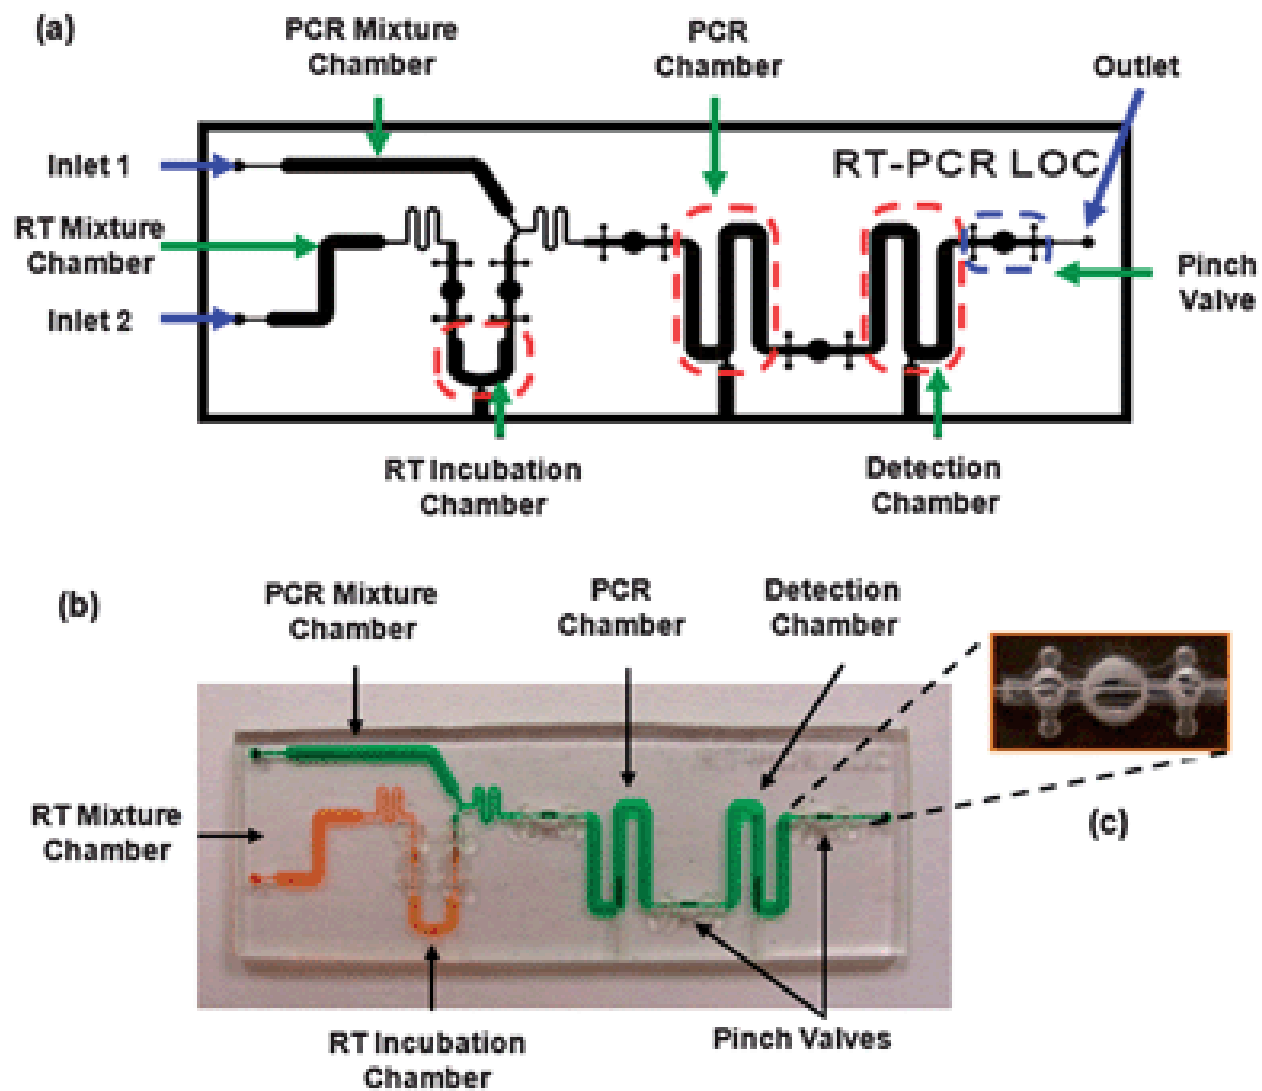 (a)
PCR Mixture
Chamber
PCR
Chamber
Outlet
Inlet 1
RT-PCR LOC
RT Mixture
Chamber
Pinch
Valve
Inlet 2
RT Incubation
Chamber
Detection
Chamber
(b)
PCR Mixture
Chamber
PCR
Chamber
Detection
Chamber
RT Mixture
Chamber
(c)
RT Incubation
Chamber
Pinch Valves